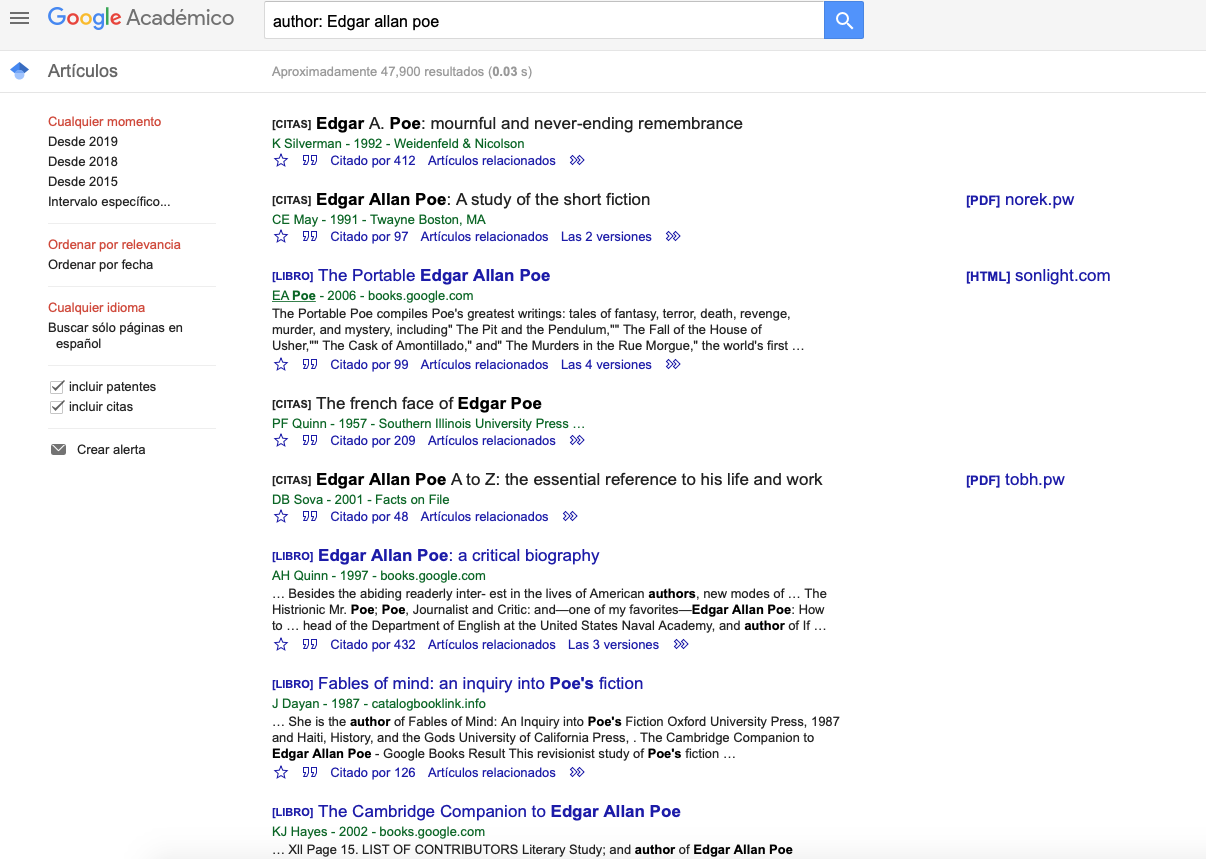 Google Académico
author: Edgar allan poe
Artículos
Aproximadamente 47,900 resultados (0.03 s)
Cualquier momento
Desde 2019
Desde 2018
Desde 2015
Intervalo específico...
Ordenar por relevancia
Ordenar por fecha
Cualquier idioma
Buscar sólo páginas en
español
incluir patentes
incluir citas
Crear alerta
[CITAS] Edgar A. Poe: mournful and never-ending remembrance
K Silverman - 1992 - Weidenfeld & Nicolson
Citado por 412 Artículos relacionados
[CITAS] Edgar Allan Poe: A study of the short fiction
[PDF] norek.pw
CE May - 1991 - Twayne Boston, MA
Citado por 97 Artículos relacionados Las 2 versiones
[LIBRO] The Portable Edgar Allan Poe
[HTML] sonlight.com
EA Poe - 2006 - books.google.com
The Portable Poe compiles Poe's greatest writings: tales of fantasy, terror, death, revenge,
murder, and mystery, including" The Pit and the Pendulum,"" The Fall of the House of
Usher,"" The Cask of Amontillado," and" The Murders in the Rue Morgue," the world's first …
Citado por 99 Artículos relacionados Las 4 versiones
[CITAS] The french face of Edgar Poe
PF Quinn - 1957 - Southern Illinois University Press …
Citado por 209 Artículos relacionados
[CITAS] Edgar Allan Poe A to Z: the essential reference to his life and work
[PDF] tobh.pw
DB Sova - 2001 - Facts on File
Citado por 48 Artículos relacionados
[LIBRO] Edgar Allan Poe: a critical biography
AH Quinn - 1997 - books.google.com
… Besides the abiding readerly inter- est in the lives of American authors, new modes of … The
Histrionic Mr. Poe; Poe, Journalist and Critic: and—one of my favorites—Edgar Allan Poe: How
to … head of the Department of English at the United States Naval Academy, and author of If …
Citado por 432 Artículos relacionados Las 3 versiones
[LIBRO] Fables of mind: an inquiry into Poe's fiction
J Dayan - 1987 - catalogbooklink.info
… She is the author of Fables of Mind: An Inquiry into Poe's Fiction Oxford University Press, 1987
and Haiti, History, and the Gods University of California Press, . The Cambridge Companion to
Edgar Allan Poe - Google Books Result This revisionist study of Poe's fiction …
Citado por 126 Artículos relacionados
[LIBRO] The Cambridge Companion to Edgar Allan Poe
KJ Hayes - 2002 - books.google.com
… Xll Page 15. LIST OF CONTRIBUTORS Literary Study; and author of Edgar Allan Poe